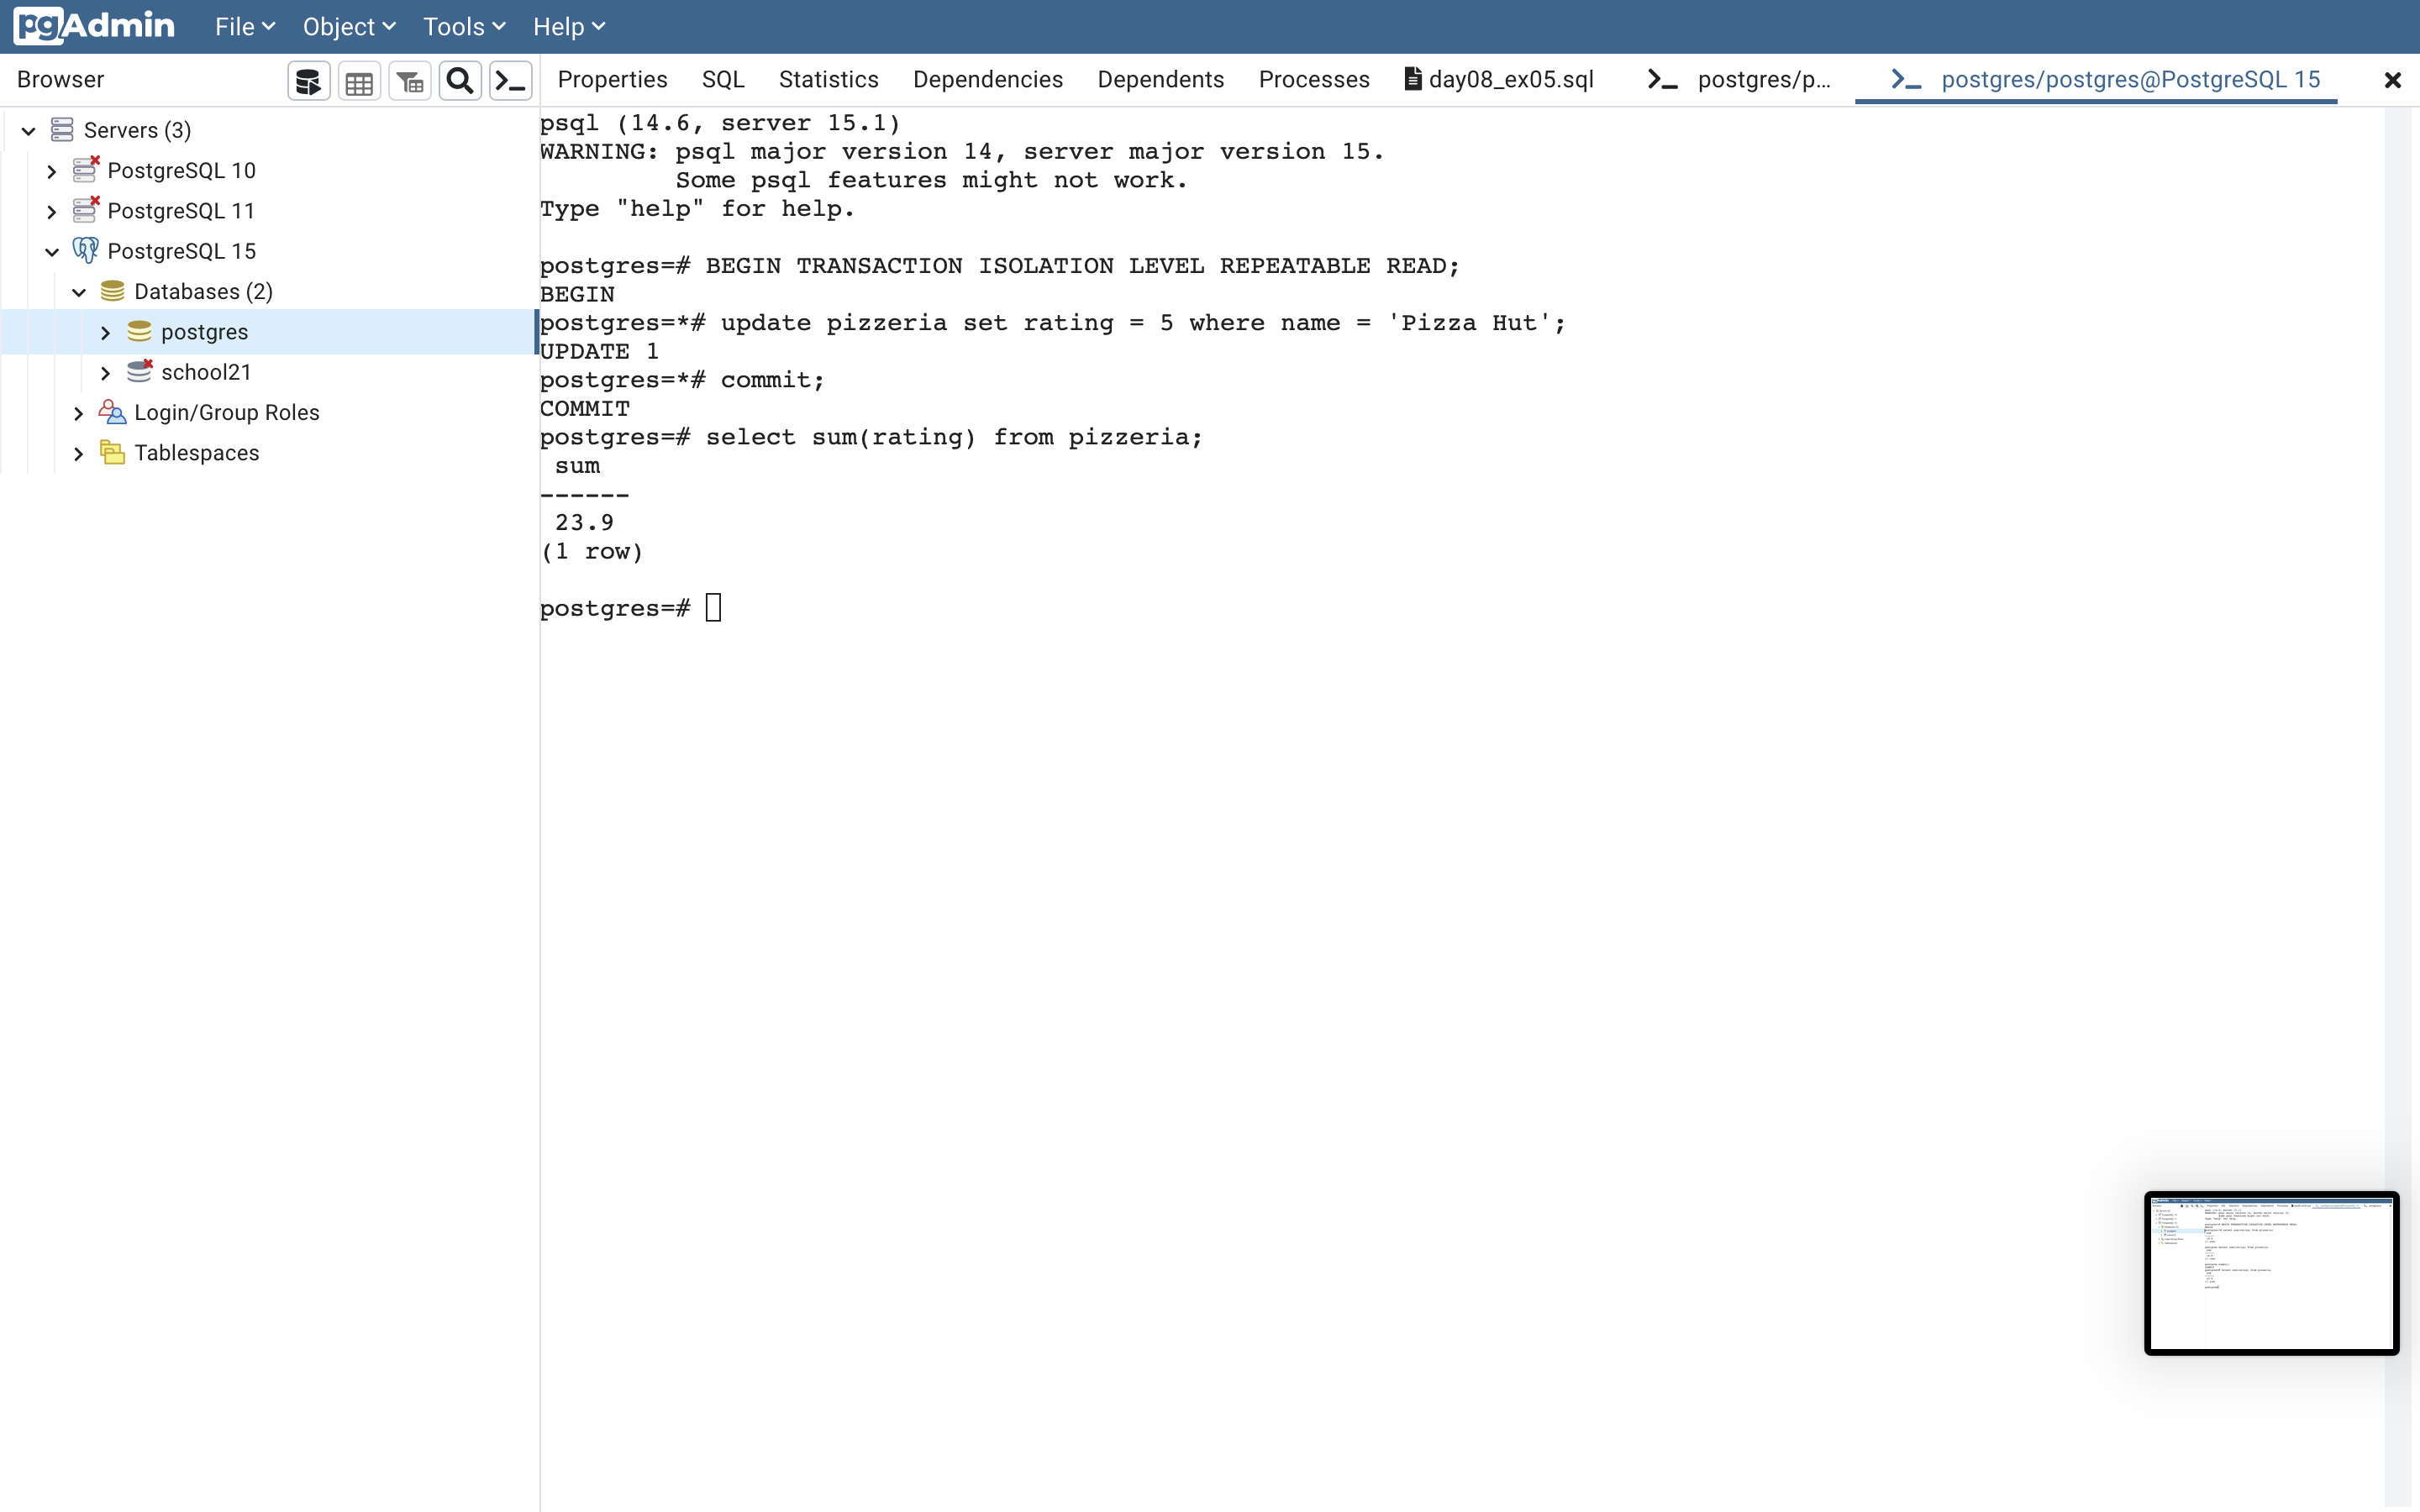 pgAdmin File Object Tools Help
Browser
Properties SQL Statistics Dependencies Dependents Processes day08_ex05.sql postgres/p... postgres/postgres@PostgreSQL 15
Servers (3)
PostgreSQL 10
PostgreSQL 11
PostgreSQL 15
Databases (2)
postgres
school21
Login/Group Roles
Tablespaces
psql (14.6, server 15.1)
WARNING: psql major version 14, server major version 15.
Some psql features might not work.
Type "help" for help.
postgres=# BEGIN TRANSACTION ISOLATION LEVEL REPEATABLE READ;
BEGIN
postgres=*# update pizzeria set rating = 5 where name = 'Pizza Hut';
UPDATE 1
postgres=*# commit;
COMMIT
postgres=# select sum(rating) from pizzeria;
sum
------
23.9
(1 row)
postgres=#